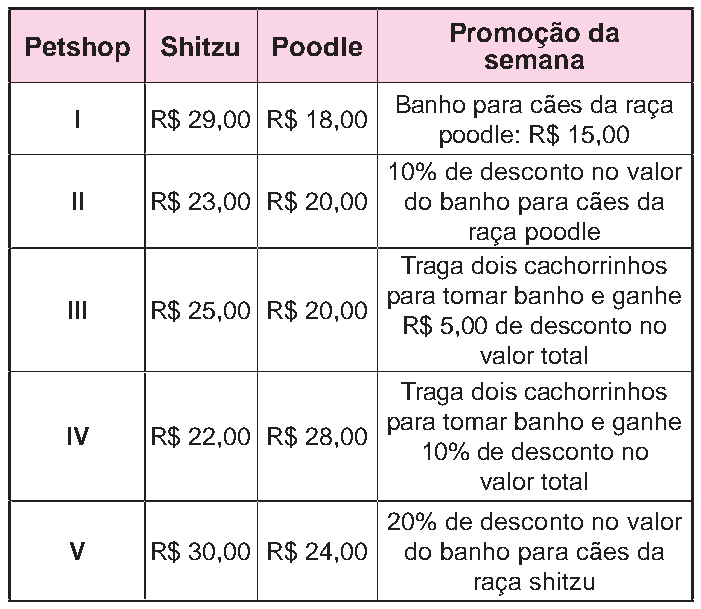 Petshop Shitzu Poodle Promoção da
semana
I R$ 29,00 R$ 18,00 Banho para cães da raça
poodle: R$ 15,00
II R$ 23,00 R$ 20,00 10% de desconto no valor
do banho para cães da
raça poodle
III R$ 25,00 R$ 20,00 Traga dois cachorrinhos
para tomar banho e ganhe
R$ 5,00 de desconto no
valor total
IV R$ 22,00 R$ 28,00 Traga dois cachorrinhos
para tomar banho e ganhe
10% de desconto no
valor total
V R$ 30,00 R$ 24,00 20% de desconto no valor
do banho para cães da
raça shitzu